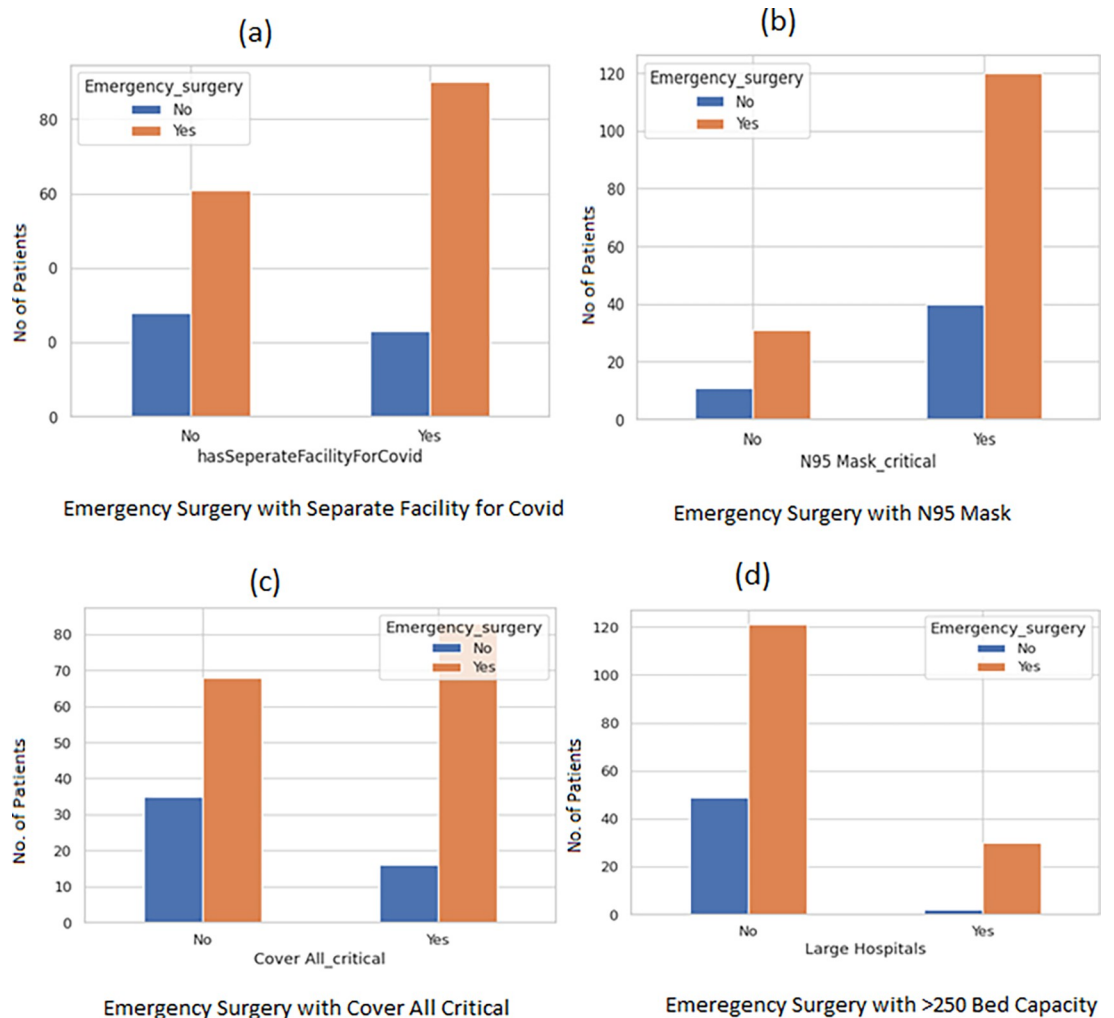 (a)
Emergency_surgery
No
Yes
80
60
0
0
0
No of Patients
No
Yes
hasSeperateFacilityForCovid
Emergency Surgery with Separate Facility for Covid
(b)
Emergency_surgery
No
Yes
120
100
80
60
40
20
0
No of Patients
No
Yes
N95 Mask_critical
Emergency Surgery with N95 Mask
(c)
Emergency_surgery
No
Yes
80
70
60
50
40
30
20
10
0
No. of Patients
No
Yes
Cover All_critical
Emergency Surgery with Cover All Critical
(d)
Emergency_surgery
No
Yes
120
100
80
60
40
20
0
No. of Patients
No
Yes
Large Hospitals
Emeregency Surgery with >250 Bed Capacity